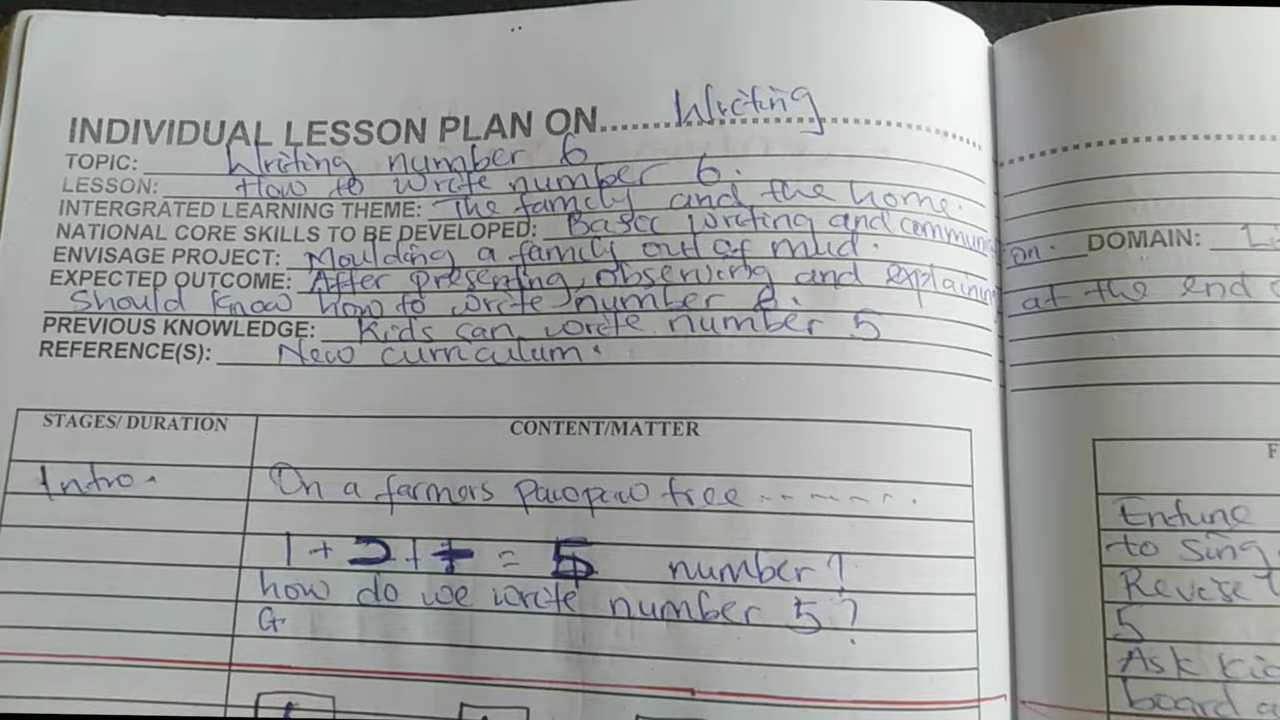 INDIVIDUAL LESSON PLAN ON...... Writing
TOPIC: Writing number 6
LESSON: How to write number 6.
INTERGRATED LEARNING THEME: The family and the home.
NATIONAL CORE SKILLS TO BE DEVELOPED: Basic writing and communi
on. DOMAIN:
ENVISAGE PROJECT: Moulding a family out of mud.
EXPECTED OUTCOME: After presenting, observing and explaining at the end
should know how to write number 6.
PREVIOUS KNOWLEDGE: Kids can write number 5
REFERENCE(S): New curriculum.
STAGES/ DURATION CONTENT/MATTER
Intro. On a farmers pawpaw tree
number?
how do we write number 5?
Entune
to sing
Revise
5
Ask
board